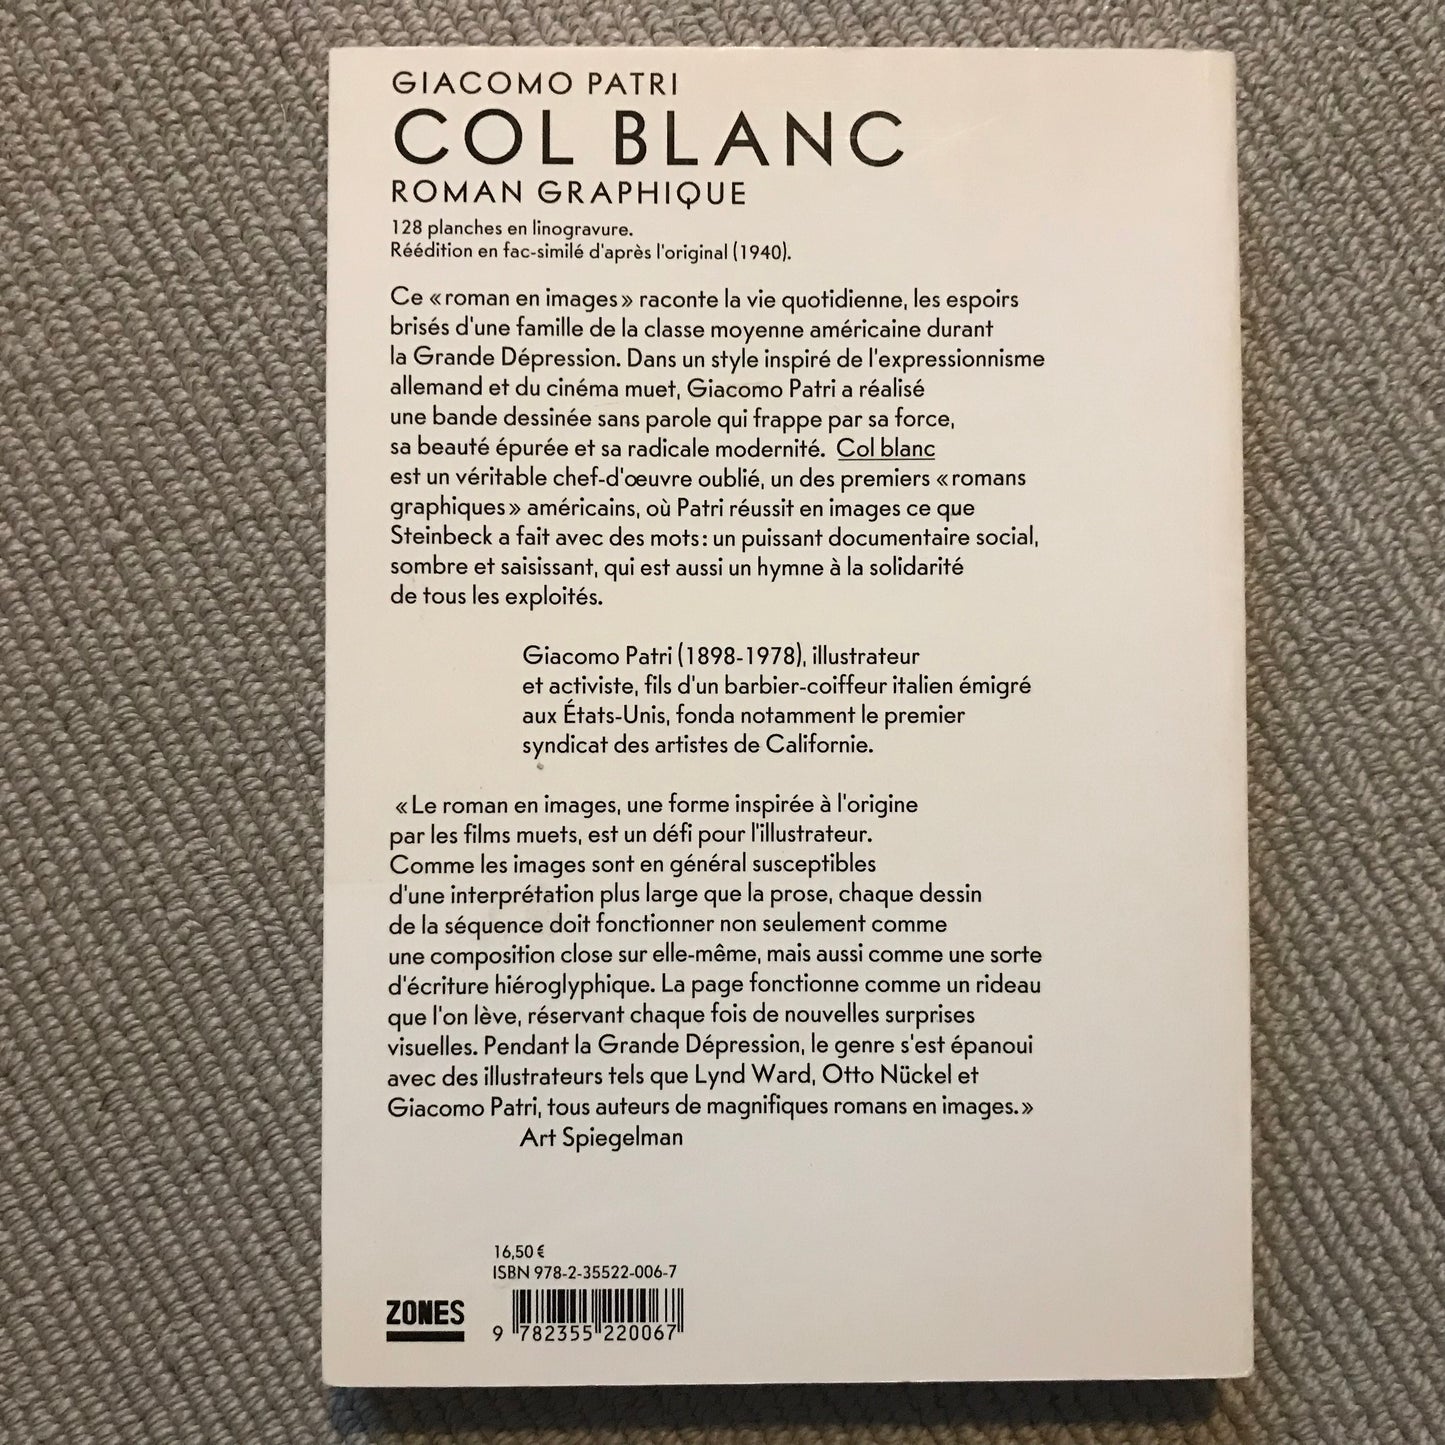 GIACOMO PATRI
COL BLANC
ROMAN GRAPHIQUE
128 planches en linogravure.
Réédition en fac-similé d'après l'original (1940).
Ce «roman en images» raconte la vie quotidienne, les espoirs
brisés d'une famille de la classe moyenne américaine durant
la Grande Dépression. Dans un style inspiré de l'expressionnisme
allemand et du cinéma muet, Giacomo Patri a réalisé
une bande dessinée sans parole qui frappe par sa force,
sa beauté épurée et sa radicale modernité. Col blanc
est un véritable chef-d'œuvre oublié, un des premiers «romans
graphiques» américains, où Patri réussit en images ce que
Steinbeck a fait avec des mots: un puissant documentaire social,
sombre et saisissant, qui est aussi un hymne à la solidarité
de tous les exploités.
Giacomo Patri (1898-1978), illustrateur
et activiste, fils d'un barbier-coiffeur italien émigré
aux États-Unis, fonda notamment le premier
syndicat des artistes de Californie.
«Le roman en images, une forme inspirée à l'origine
par les films muets, est un défi pour l'illustrateur.
Comme les images sont en général susceptibles
d'une interprétation plus large que la prose, chaque dessin
de la séquence doit fonctionner non seulement comme
une composition close sur elle-même, mais aussi comme une sorte
d'écriture hiéroglyphique. La page fonctionne comme un rideau
que l'on lève, réservant chaque fois de nouvelles surprises
visuelles. Pendant la Grande Dépression, le genre s'est épanoui
avec des illustrateurs tels que Lynd Ward, Otto Nückel et
Giacomo Patri, tous auteurs de magnifiques romans en images.»
Art Spiegelman
16,50 €
ISBN 978-2-35522-006-7
ZONES
9 782355 220067